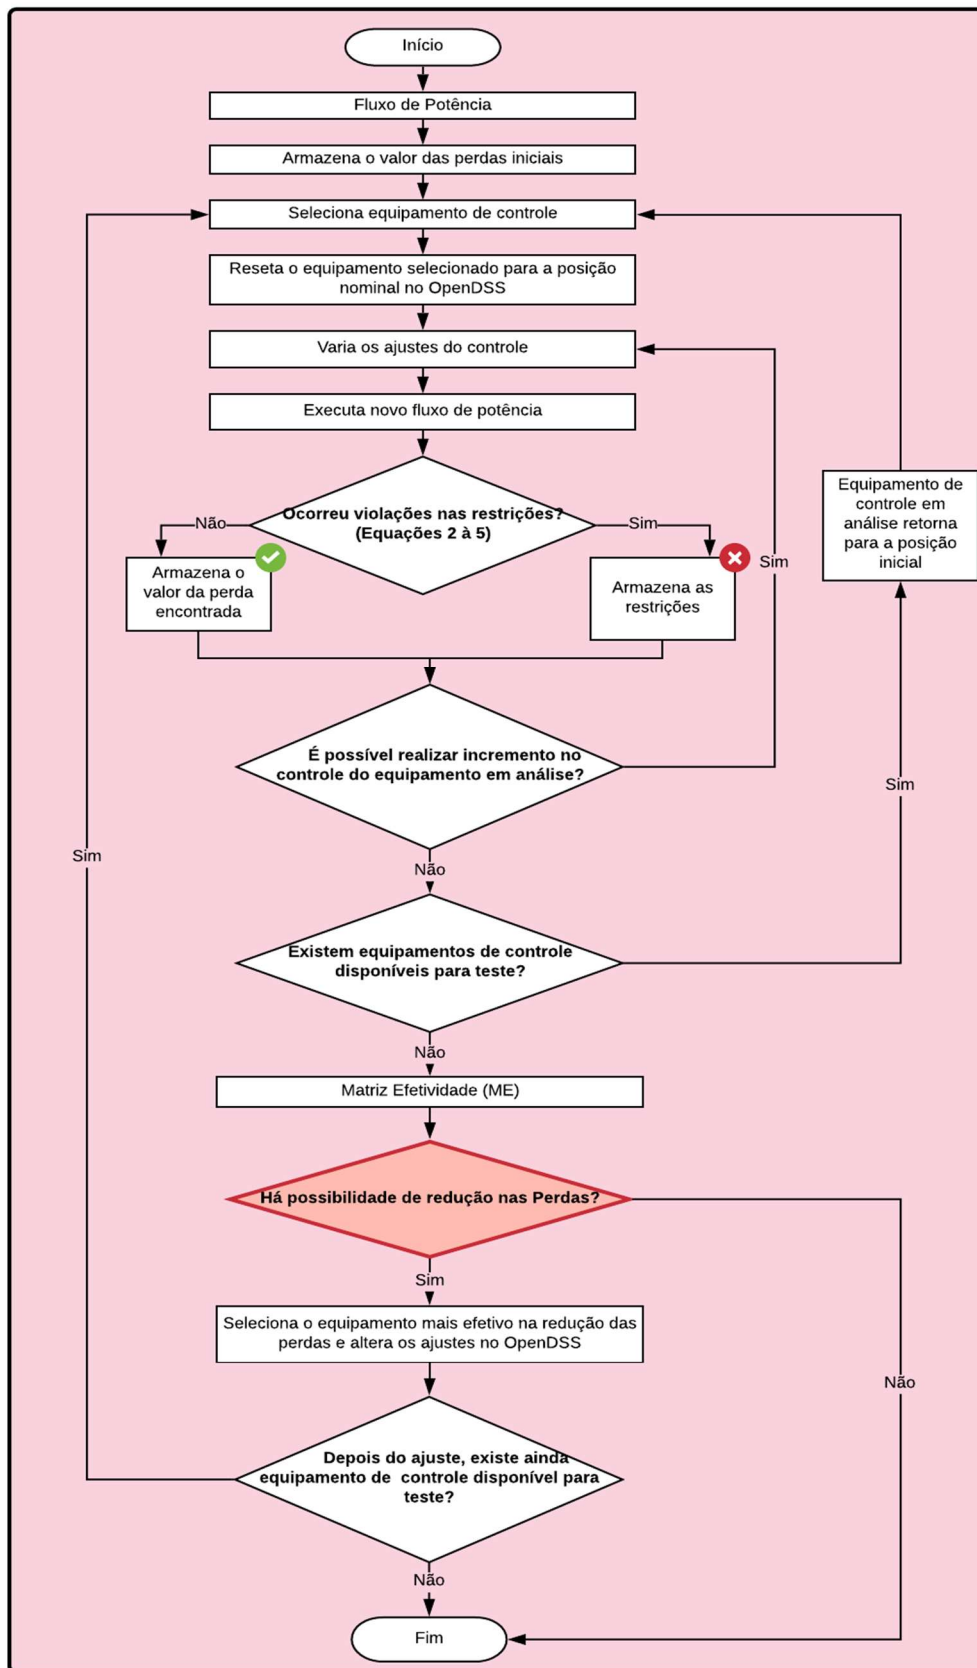 Início
Fluxo de Potência
Armazena o valor das perdas iniciais
Seleciona equipamento de controle
Reseta o equipamento selecionado para a posição
nominal no OpenDSS
Varia os ajustes do controle
Executa novo fluxo de potência
Ocorreu violações nas restrições?
(Equações 2 à 5)
Não
Sim
Armazena o
valor da perda
encontrada
Armazena as
restrições
Sim
Equipamento de
controle em
análise retorna
para a posição
inicial
É possível realizar incremento no
controle do equipamento em análise?
Sim
Sim
Não
Existem equipamentos de controle
disponíveis para teste?
Não
Matriz Efetividade (ME)
Há possibilidade de redução nas Perdas?
Sim
Não
Seleciona o equipamento mais efetivo na redução das
perdas e altera os ajustes no OpenDSS
Depois do ajuste, existe ainda
equipamento de  controle disponível para
teste?
Não
Fim